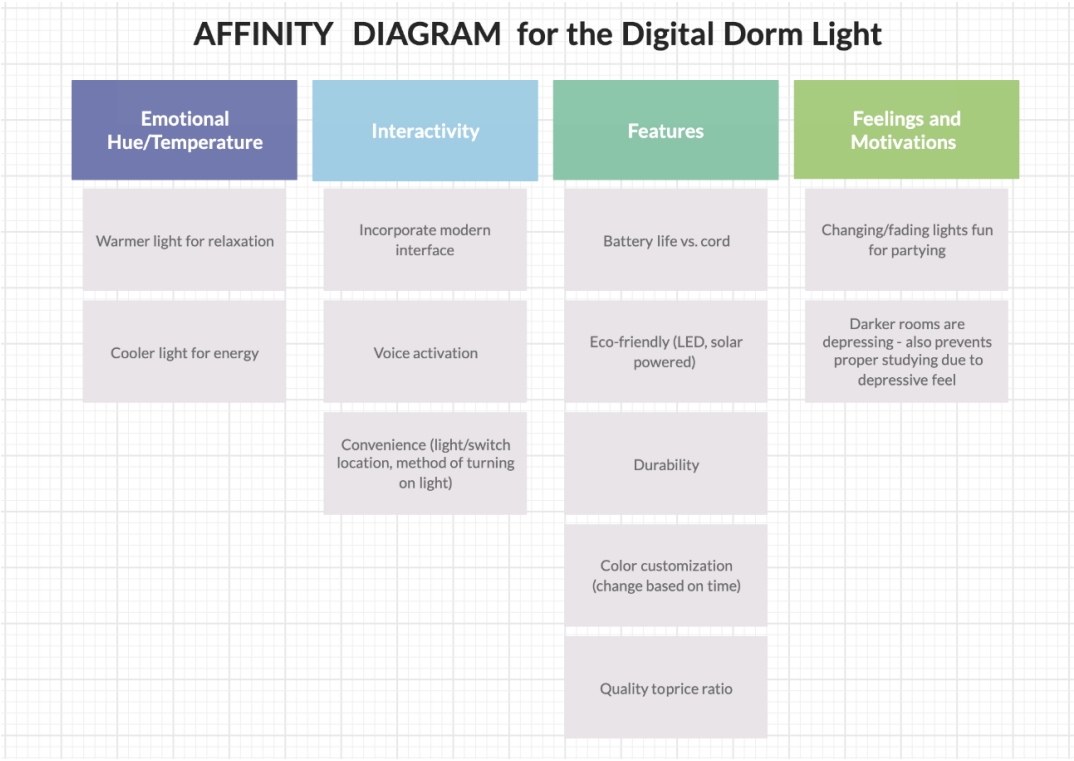 AFFINITY DIAGRAM for the Digital Dorm Light
Emotional
Hue/Temperature
Warmer light for relaxation
Cooler light for energy
Interactivity
Incorporate modern
interface
Voice activation
Convenience (light/switch
location, method of turning
on light)
Features
Battery life vs. cord
Eco-friendly (LED, solar
powered)
Durability
Color customization
(change based on time)
Quality toprice ratio
Feelings and
Motivations
Changing/fading lights fun
for partying
Darker rooms are
depressing - also prevents
proper studying due to
depressive feel